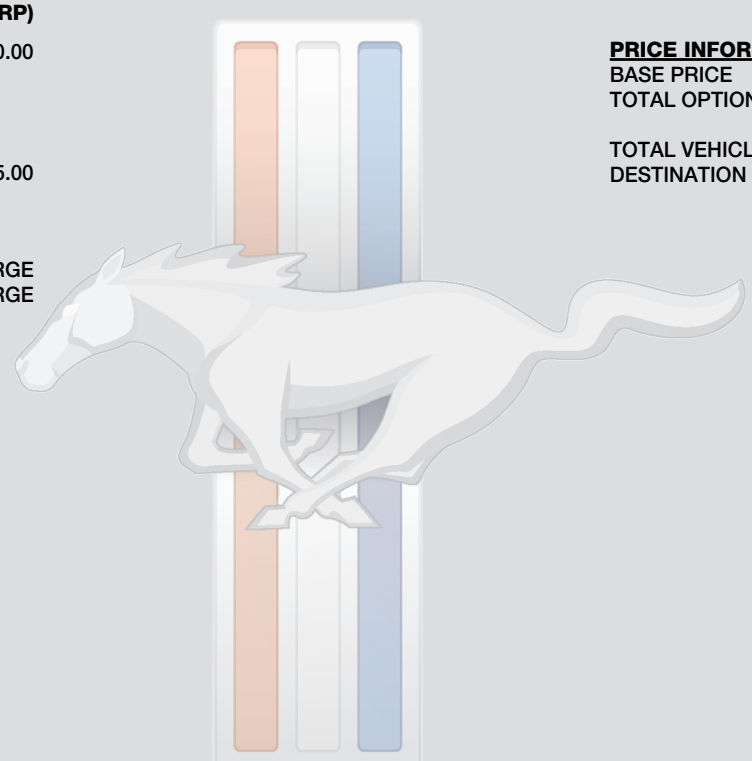 RP)
0.00
5.00
RGE
RGE
PRICE INFOR
BASE PRICE
TOTAL OPTION
TOTAL VEHICL
DESTINATION